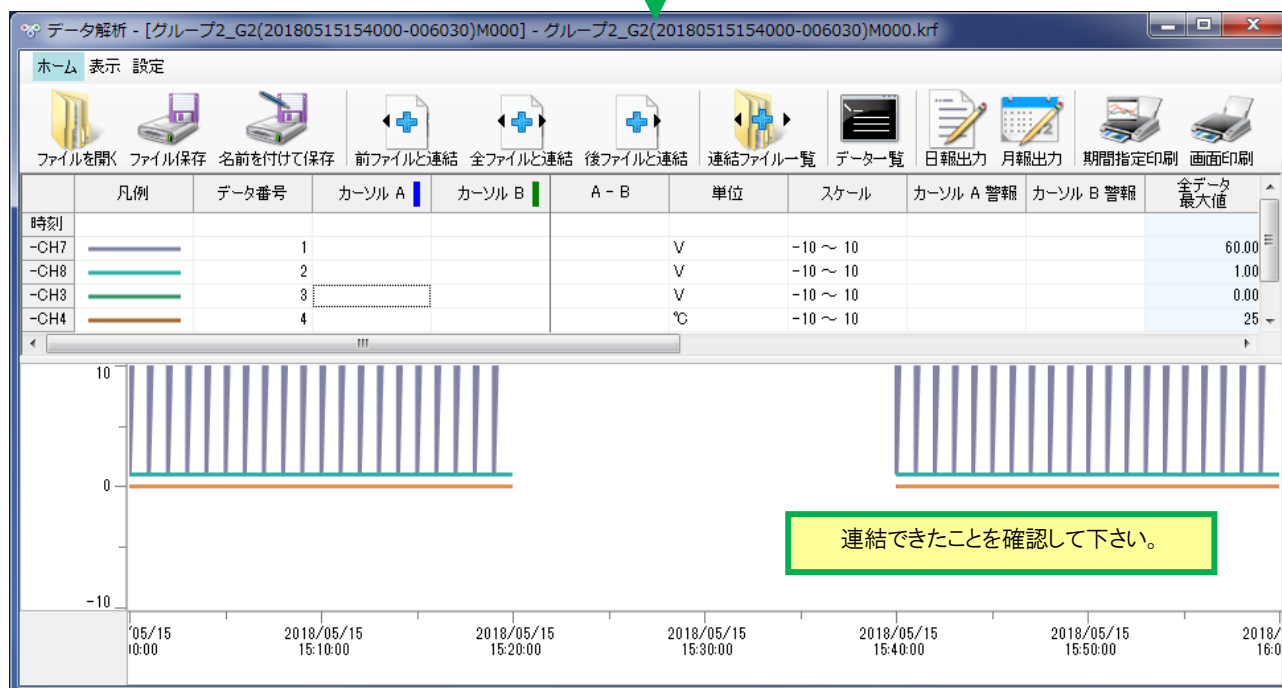 データ解析 - [グループ2_G2(20180515154000-006030)M000] - グループ2_G2(20180515154000-006030)M000.krf
ホーム 表示 設定
ファイルを開く ファイル保存 名前を付けて保存 前ファイルと連結 全ファイルと連結 後ファイルと連結 連結ファイル一覧 データ一覧 日報出力 月報出力 期間指定印刷 画面印刷
凡例 データ番号 カーソル A カーソル B A - B 単位 スケール カーソル A 警報 カーソル B 警報 全データ
最大値
時刻
-CH7 1 V -10 ～ 10 60.00
-CH8 2 V -10 ～ 10 1.00
-CH3 3 V -10 ～ 10 0.00
-CH4 4 ℃ -10 ～ 10 25
10
0
-10
連結できたことを確認して下さい。
'05/15 2018/05/15 2018/05/15 2018/05/15 2018/05/15 2018/05/15 2018/
0:00 15:10:00 15:20:00 15:30:00 15:40:00 15:50:00 16:0